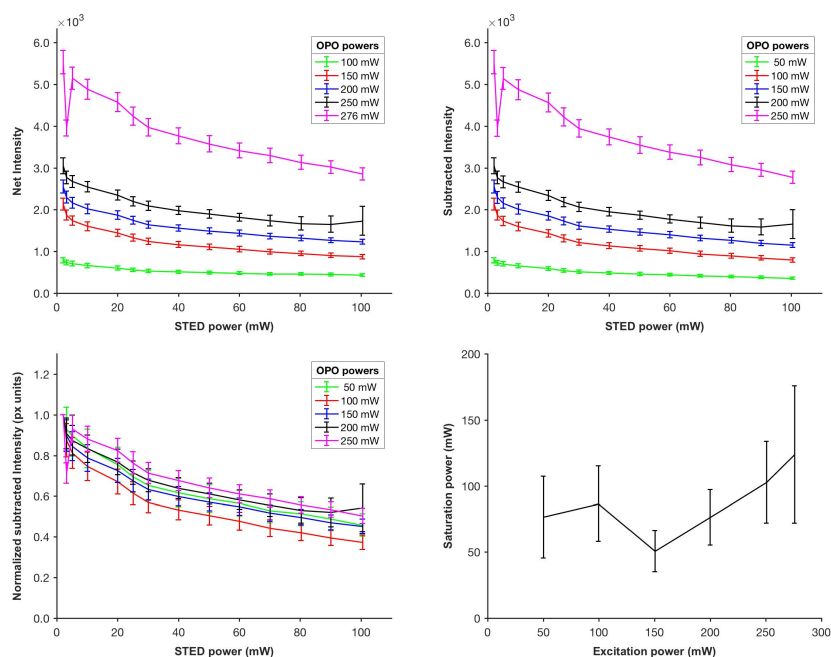 ×10³
6.0
5.0
4.0
3.0
2.0
1.0
0.0
Net Intensity
0 20 40 60 80 100
STED power (mW)
OPO powers
100 mW
150 mW
200 mW
250 mW
276 mW
×10³
6.0
5.0
4.0
3.0
2.0
1.0
0.0
Subtracted Intensity
0 20 40 60 80 100
STED power (mW)
OPO powers
50 mW
100 mW
150 mW
200 mW
250 mW
1.2
1.0
0.8
0.6
0.4
0.2
0.0
Normalized subtracted Intensity (px units)
0 20 40 60 80 100
STED power (mW)
OPO powers
50 mW
100 mW
150 mW
200 mW
250 mW
200
150
100
50
0
Saturation power (mW)
0 50 100 150 200 250 300
Excitation power (mW)